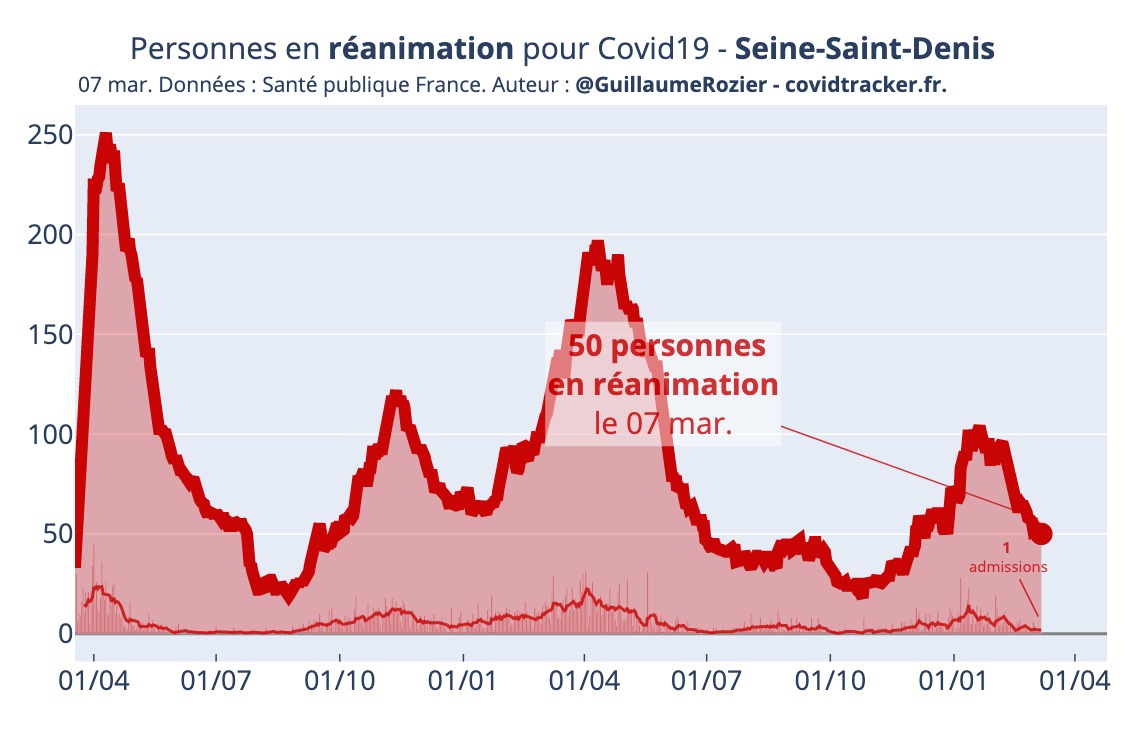 Personnes en réanimation pour Covid19 - Seine-Saint-Denis
07 mar. Données : Santé publique France. Auteur : @GuillaumeRozier - covidtracker.fr.
250
200
150
100
50
0
50 personnes
en réanimation
le 07 mar.
1
admissions
01/04 01/07 01/10 01/01 01/04 01/07 01/10 01/01 01/04